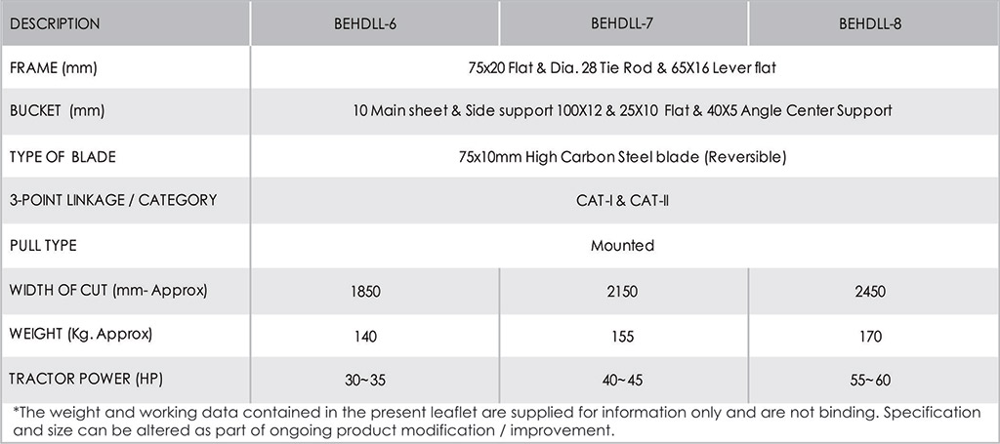 DESCRIPTION BEHDLL-6 BEHDLL-7 BEHDLL-8
FRAME (mm) 75x20 Flat & Dia. 28 Tie Rod & 65X16 Lever flat
BUCKET (mm) 10 Main sheet & Side support 100X12 & 25X10 Flat & 40X5 Angle Center Support
TYPE OF BLADE 75x10mm High Carbon Steel blade (Reversible)
3-POINT LINKAGE / CATEGORY CAT-I & CAT-II
PULL TYPE Mounted
WIDTH OF CUT (mm- Approx) 1850 2150 2450
WEIGHT (Kg. Approx) 140 155 170
TRACTOR POWER (HP) 30~35 40~45 55~60
*The weight and working data contained in the present leaflet are supplied for information only and are not binding. Specification
and size can be altered as part of ongoing product modification / improvement.